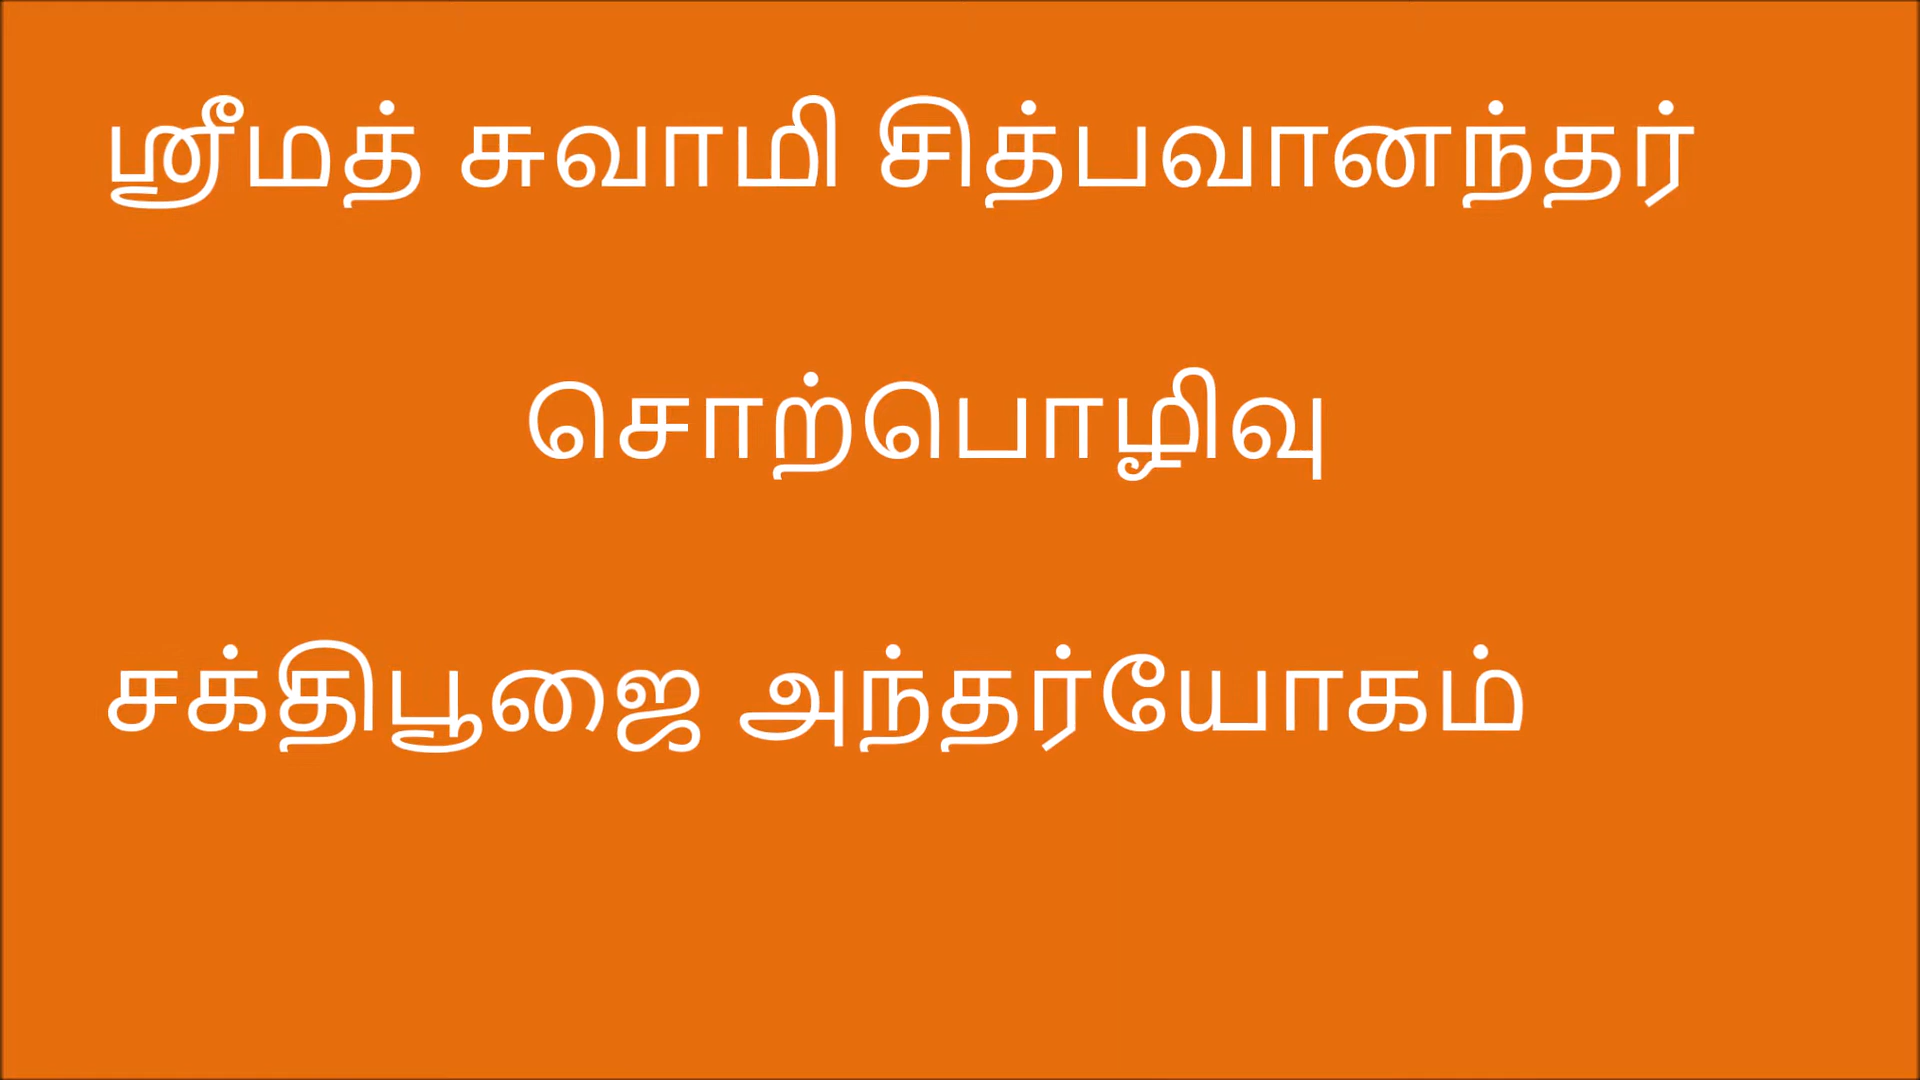 ஸ்ரீமத் சுவாமி சித்பவானந்தர்
சொற்பொழிவு
சக்திபூஜை அந்தர்யோகம்